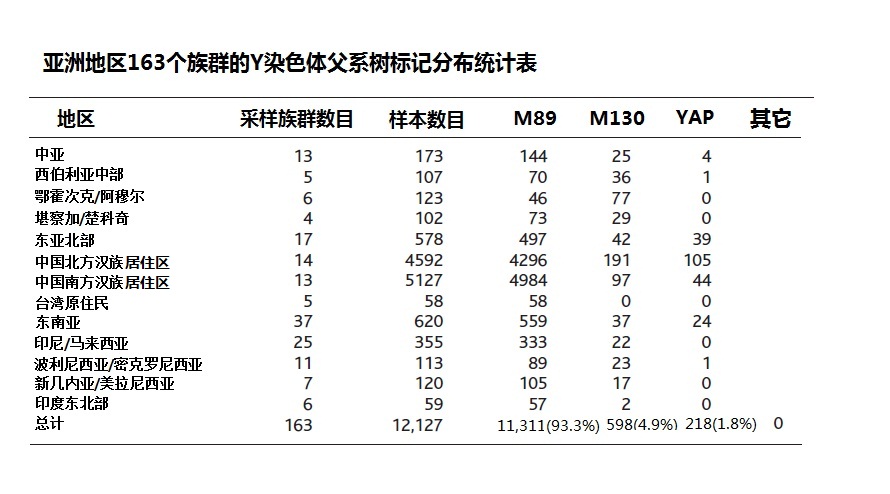 亚洲地区163个族群的Y染色体父系树标记分布统计表
地区 采样族群数目 样本数目 M89 M130 YAP 其它
中亚 13 173 144 25 4
西伯利亚中部 5 107 70 36 1
鄂霍次克/阿穆尔 6 123 46 77 0
堪察加/楚科奇 4 102 73 29 0
东亚北部 17 578 497 42 39
中国北方汉族居住区 14 4592 4296 191 105
中国南方汉族居住区 13 5127 4984 97 44
台湾原住民 5 58 58 0 0
东南亚 37 620 559 37 24
印尼/马来西亚 25 355 333 22 0
波利尼西亚/密克罗尼西亚 11 113 89 23 1
新几内亚/美拉尼西亚 7 120 105 17 0
印度东北部 6 59 57 2 0
总计 163 12,127 11,311(93.3%) 598(4.9%) 218(1.8%) 0